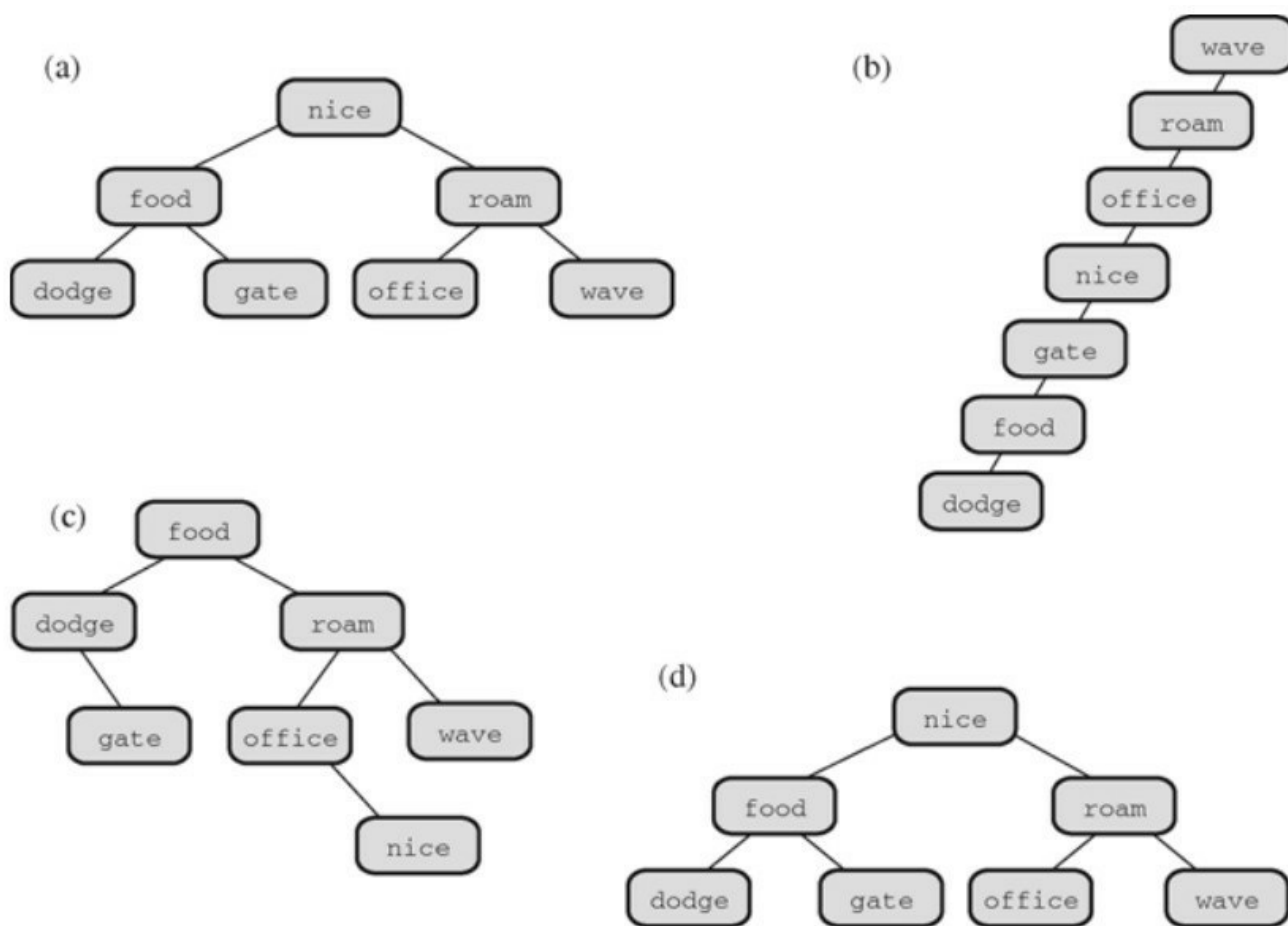 (a)
nice
food roam
dodge gate office wave
(b)
wave
roam
office
nice
gate
food
dodge
(c)
food
dodge roam
gate office wave
nice
(d)
nice
food roam
dodge gate office wave